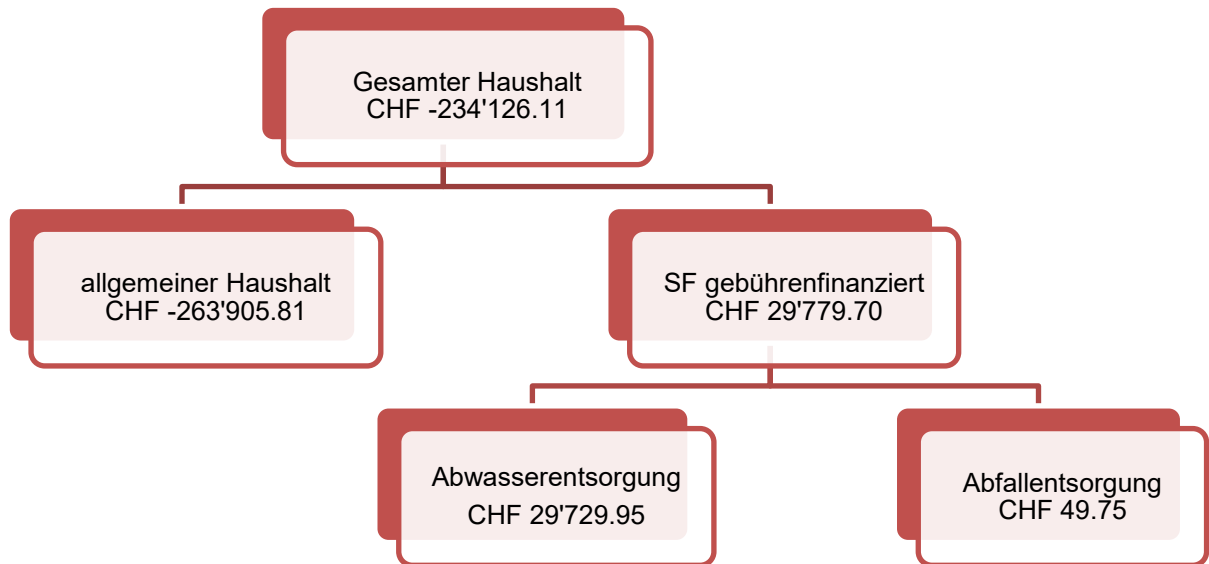 Gesamter Haushalt
CHF -234'126.11
allgemeiner Haushalt
CHF -263'905.81
SF gebührenfinanziert
CHF 29'779.70
Abwasserentsorgung
CHF 29'729.95
Abfallentsorgung
CHF 49.75